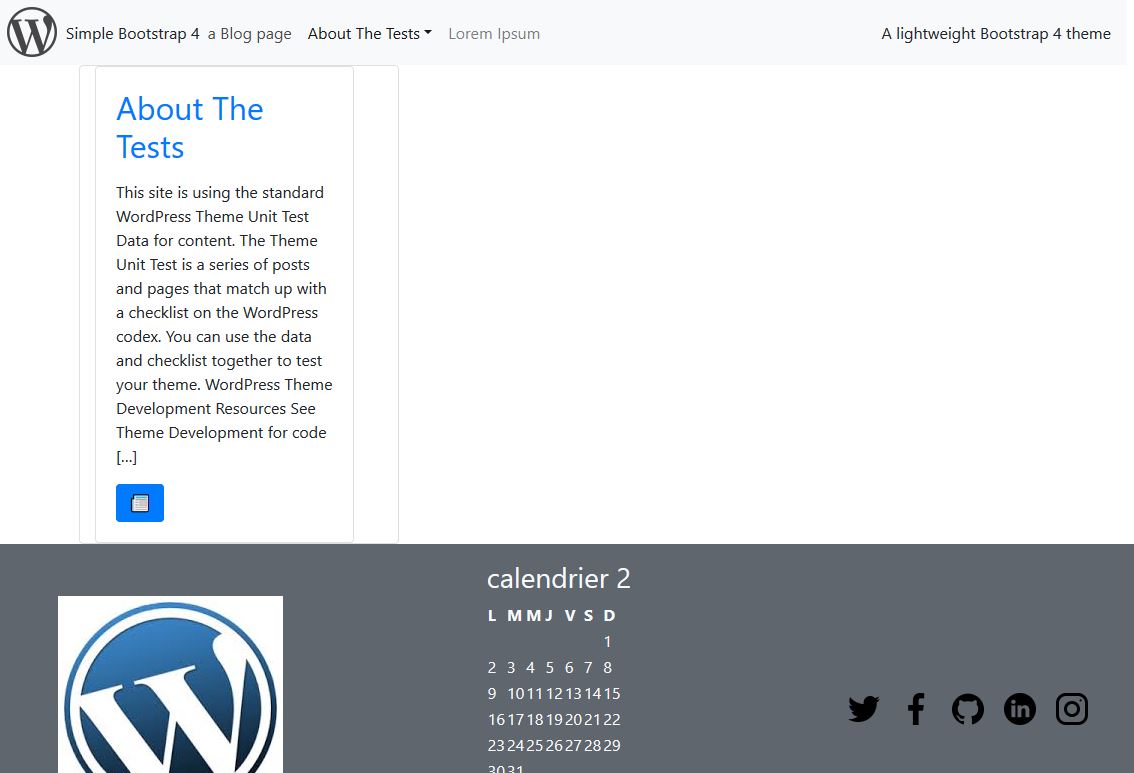 Simple Bootstrap 4 a Blog page About The Tests Lorem Ipsum A lightweight Bootstrap 4 theme
About The
Tests
This site is using the standard
WordPress Theme Unit Test
Data for content. The Theme
Unit Test is a series of posts
and pages that match up with
a checklist on the WordPress
codex. You can use the data
and checklist together to test
your theme. WordPress Theme
Development Resources See
Theme Development for code
[...]
calendrier 2
L M M J V S D
1
2 3 4 5 6 7 8
9 10 11 12 13 14 15
16 17 18 19 20 21 22
23 24 25 26 27 28 29
30 31